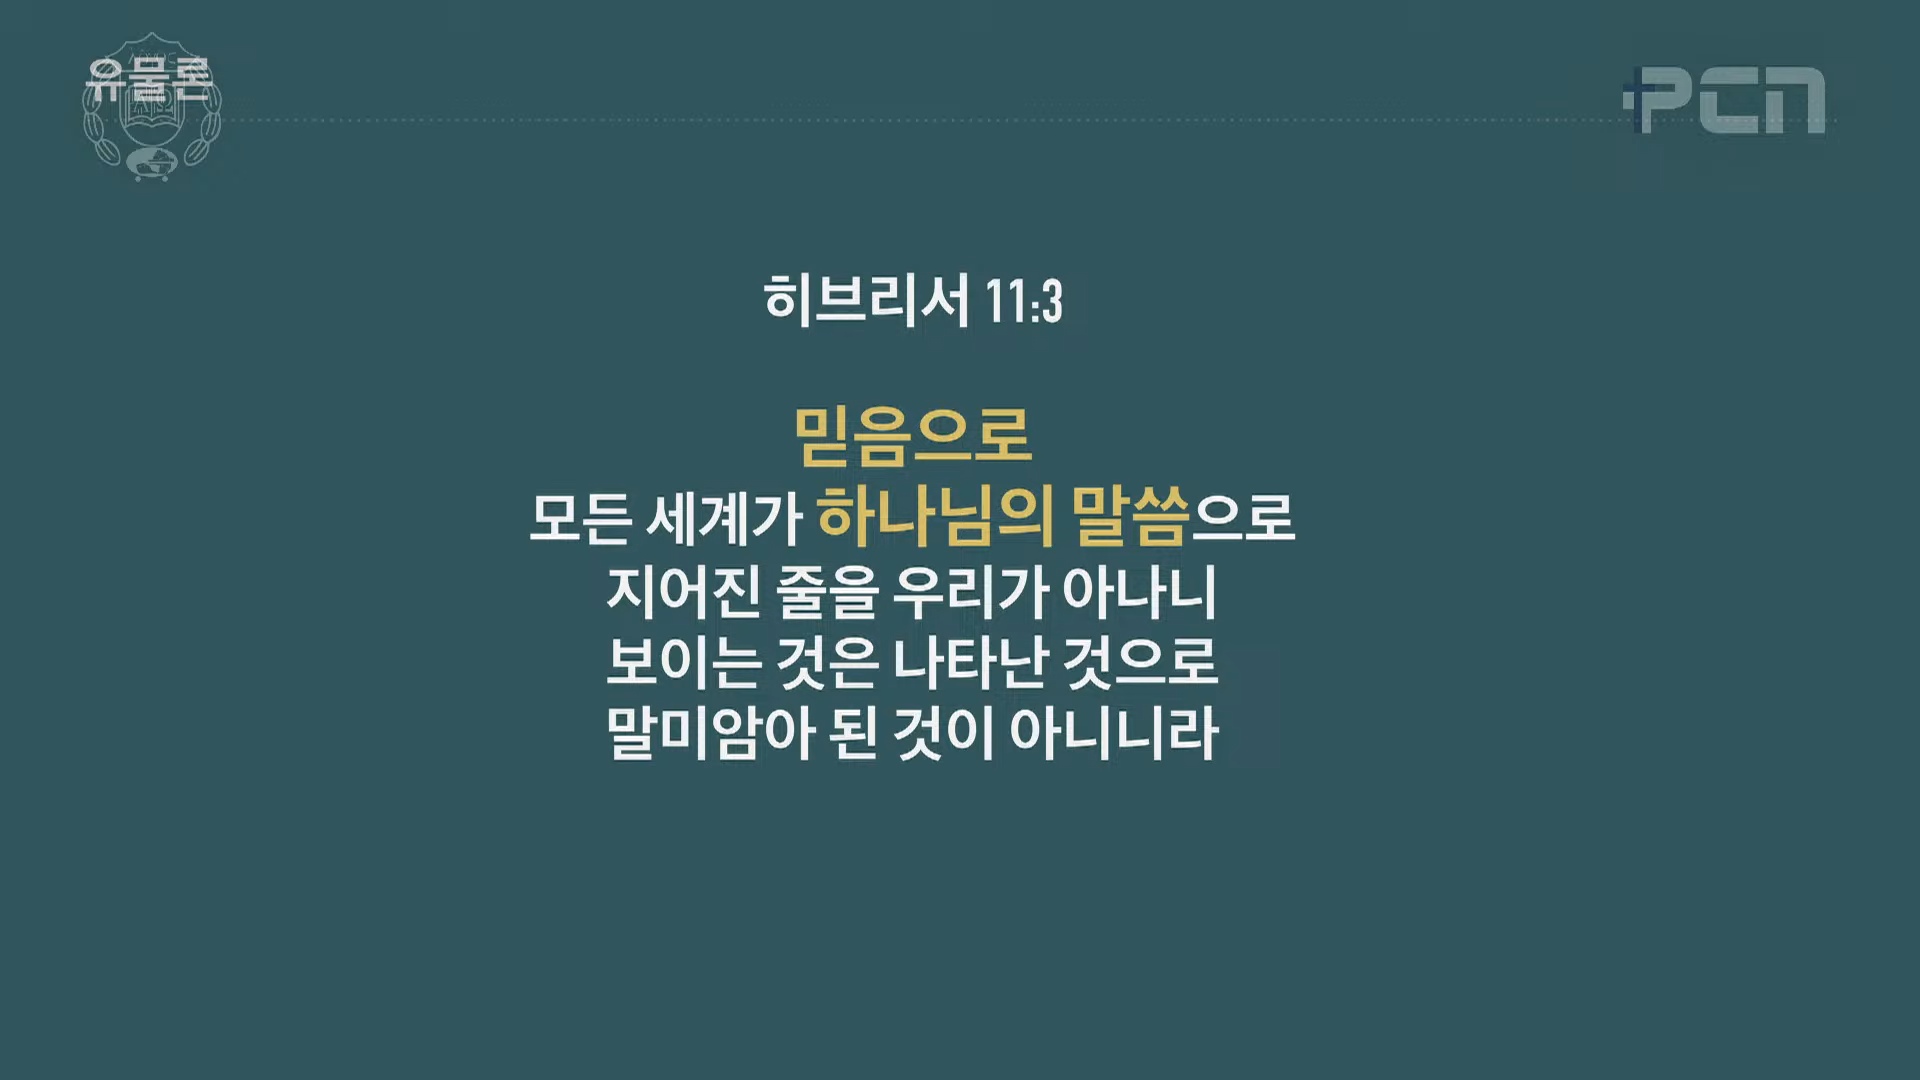 유물론
PCN
히브리서 11:3
믿음으로
모든 세계가 하나님의 말씀으로
지어진 줄을 우리가 아나니
보이는 것은 나타난 것으로
말미암아 된 것이 아니니라